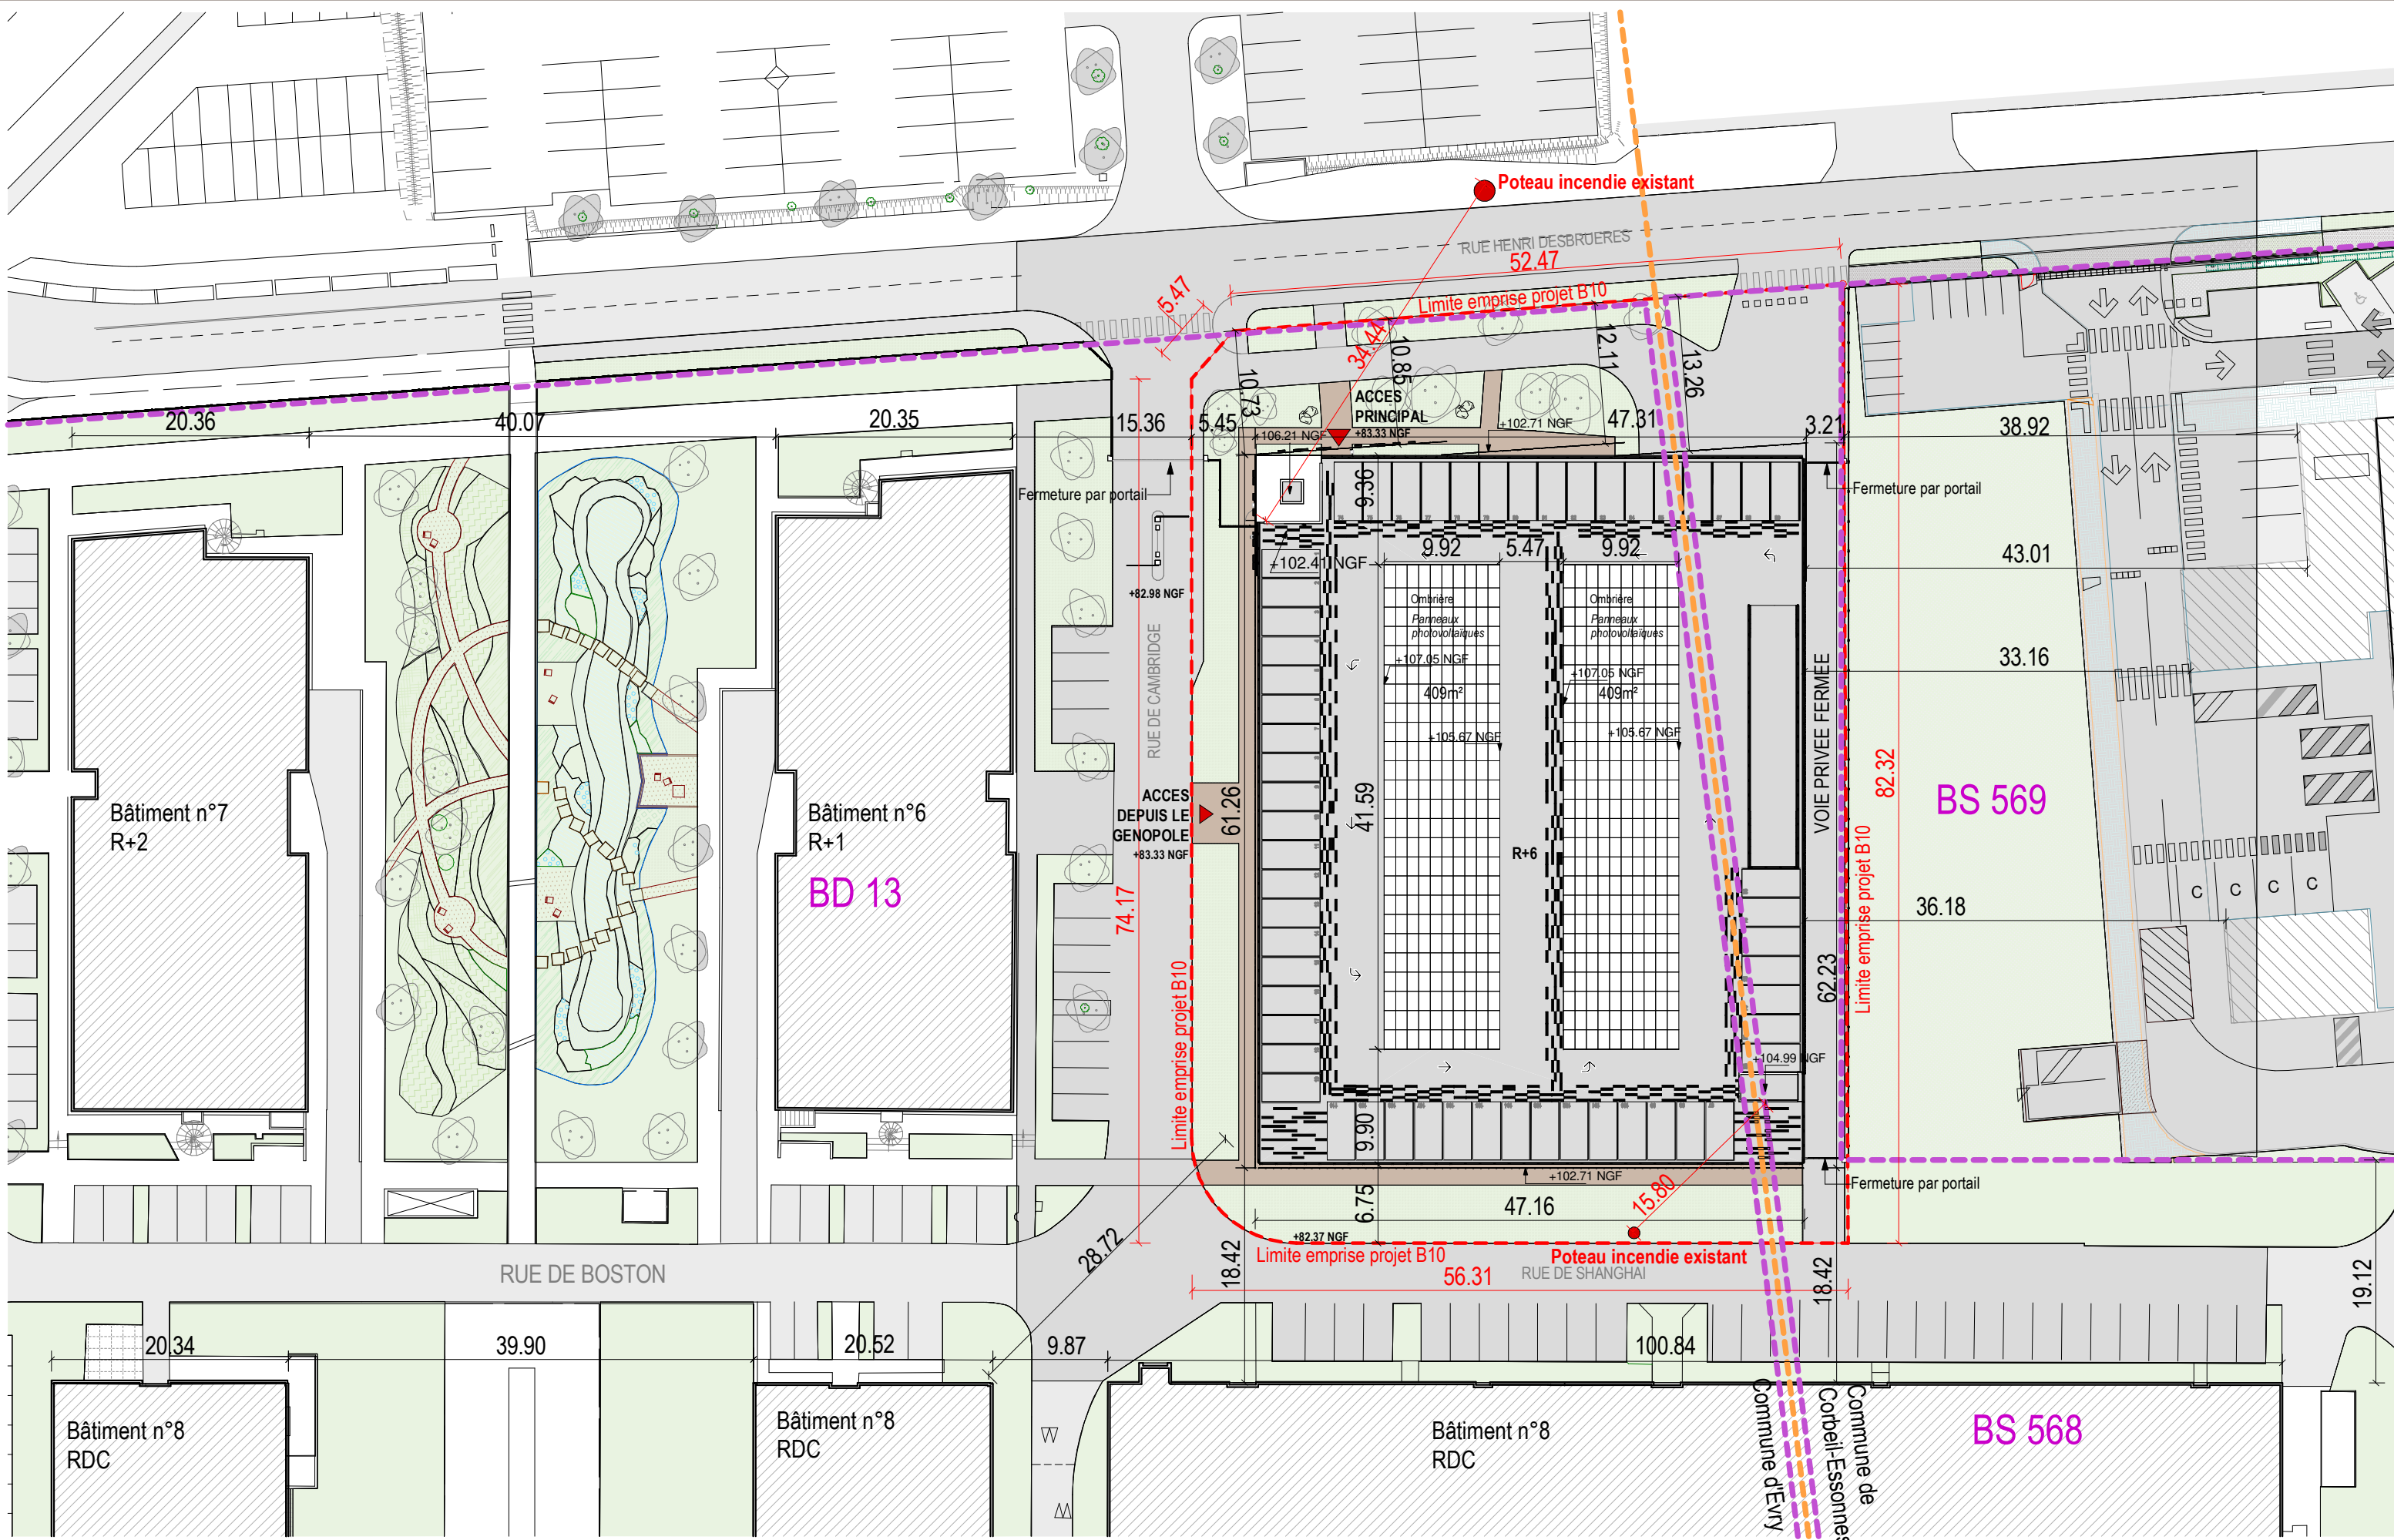 Poteau incendie existant
RUE HENRI DESBRUERES
52.47
5.47
Limite emprise projet B10
34.44
10.85
12.11
13.26
10.73
ACCES
PRINCIPAL
+83.33 NGF
20.36
40.07
20.35
15.36
5.45
+106.21 NGF
+102.71 NGF
47.31
3.21
38.92
Fermeture par portail
9.36
Fermeture par portail
9.92
5.47
9.92
43.01
+102.41 NGF
+82.98 NGF
Ombrière
Panneaux
photovoltaïques
Ombrière
Panneaux
photovoltaïques
RUE DE CAMBRIDGE
+107.05 NGF
+107.05 NGF
33.16
409m²
409m²
+105.67 NGF
+105.67 NGF
VOIE PRIVEE FERMEE
82.32
BS 569
Bâtiment n°7
R+2
Bâtiment n°6
R+1
BD 13
ACCES
DEPUIS LE
GENOPOLE
+83.33 NGF
61.26
41.59
R+6
Limite emprise projet B10
C
C
C
C
74.17
36.18
62.23
Limite emprise projet B10
+104.99 NGF
9.90
+102.71 NGF
Fermeture par portail
15.80
6.75
47.16
+82.37 NGF
28.72
18.42
Limite emprise projet B10
Poteau incendie existant
RUE DE BOSTON
56.31
RUE DE SHANGHAI
18.42
19.12
20.34
39.90
20.52
9.87
100.84
Bâtiment n°8
RDC
Bâtiment n°8
RDC
Bâtiment n°8
RDC
Commune d'Evry
Commune de
Corbeil-Essonnes
BS 568